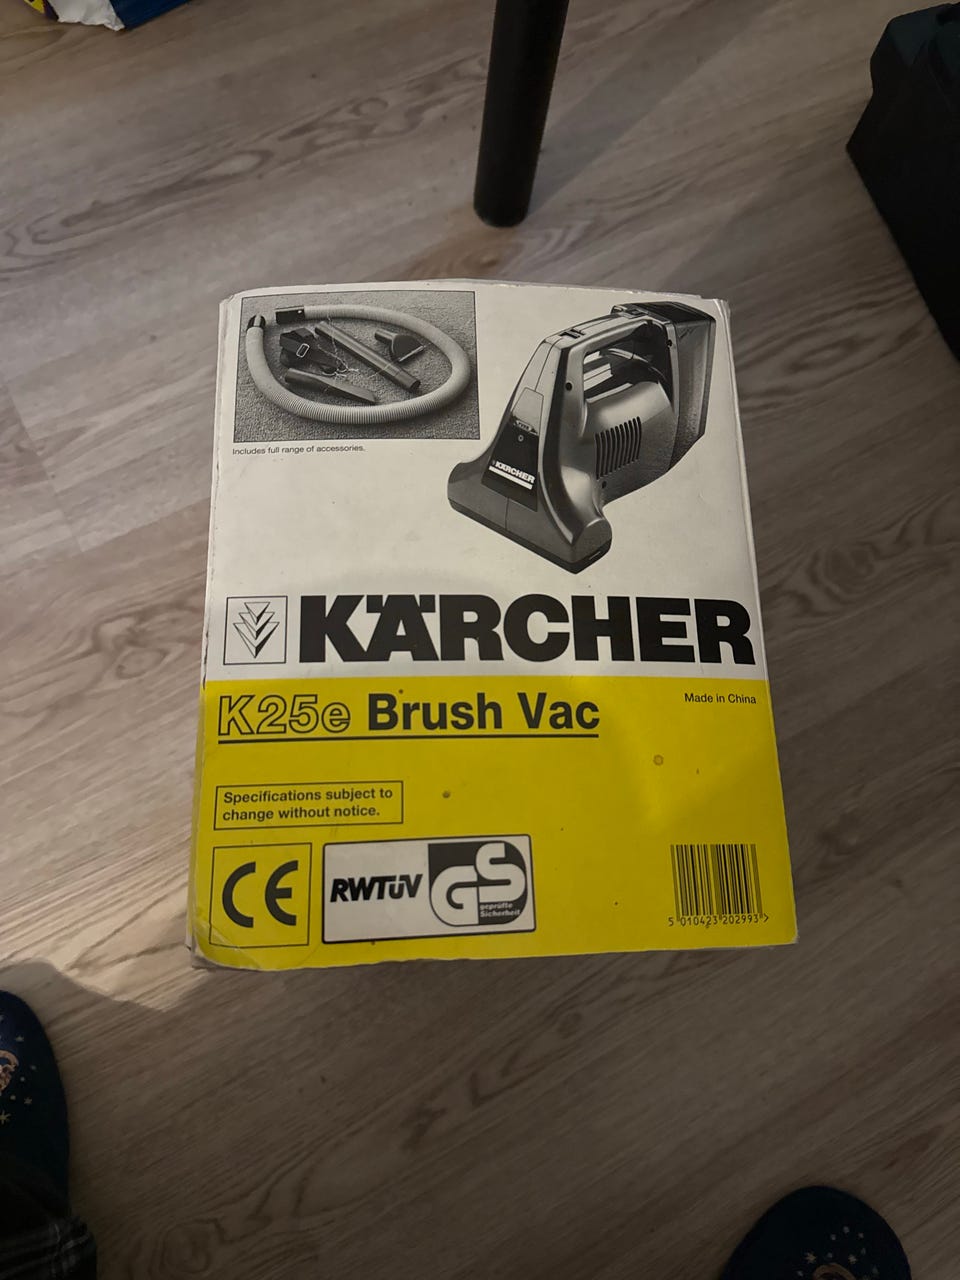 Includes full range of accessories.
KÄRCHER
KÄRCHER
K25e Brush Vac
Made in China
Specifications subject to
change without notice.
CE
RWTÜV
GS
geprüfte
Sicherheit
5 010423 202993 >